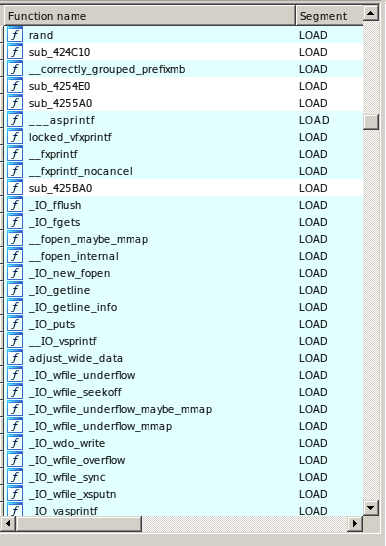 Function name Segment
f rand LOAD
f sub_424C10 LOAD
f __correctly_grouped_prefixmb LOAD
f sub_4254E0 LOAD
f sub_4255A0 LOAD
f ___asprintf LOAD
f locked_vfxprintf LOAD
f __fxprintf LOAD
f __fxprintf_nocancel LOAD
f sub_425BA0 LOAD
f _IO_fflush LOAD
f _IO_fgets LOAD
f __fopen_maybe_mmap LOAD
f __fopen_internal LOAD
f _IO_new_fopen LOAD
f _IO_getline LOAD
f _IO_getline_info LOAD
f _IO_puts LOAD
f __IO_vsprintf LOAD
f adjust_wide_data LOAD
f _IO_wfile_underflow LOAD
f _IO_wfile_seekoff LOAD
f _IO_wfile_underflow_maybe_mmap LOAD
f _IO_wfile_underflow_mmap LOAD
f _IO_wdo_write LOAD
f _IO_wfile_overflow LOAD
f _IO_wfile_sync LOAD
f _IO_wfile_xsputn LOAD
f _IO_vasprintf LOAD